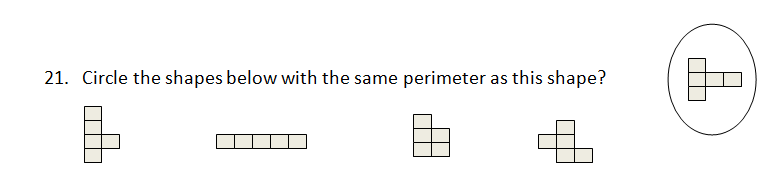 21. Circle the shapes below with the same perimeter as this shape?